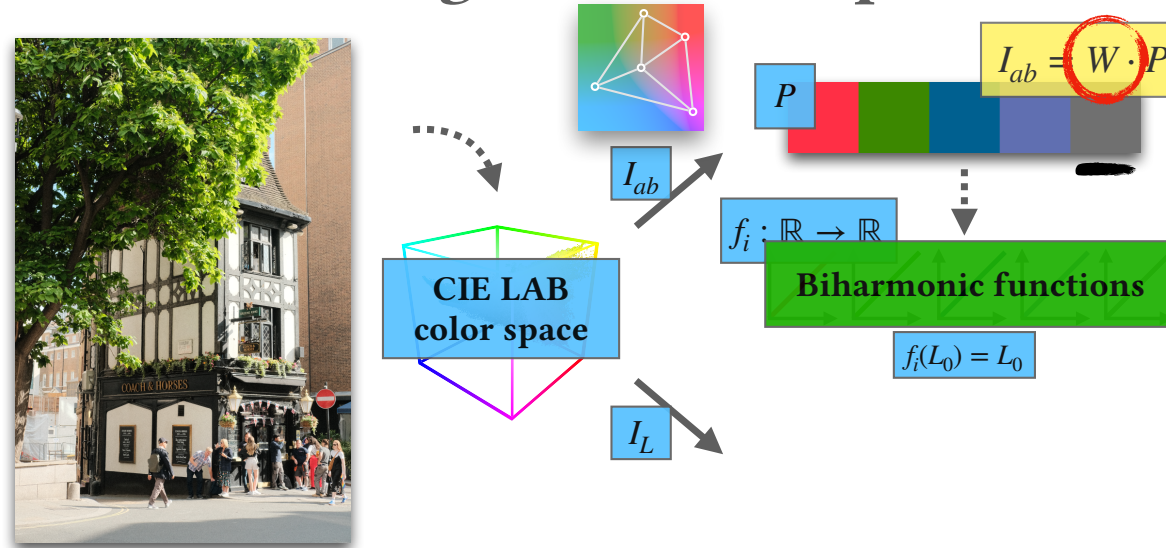 I_ab = W · P
P
I_ab
f_i : ℝ → ℝ
CIE LAB
color space
Biharmonic functions
f_i(L_0) = L_0
COACH & HORSES
I_L